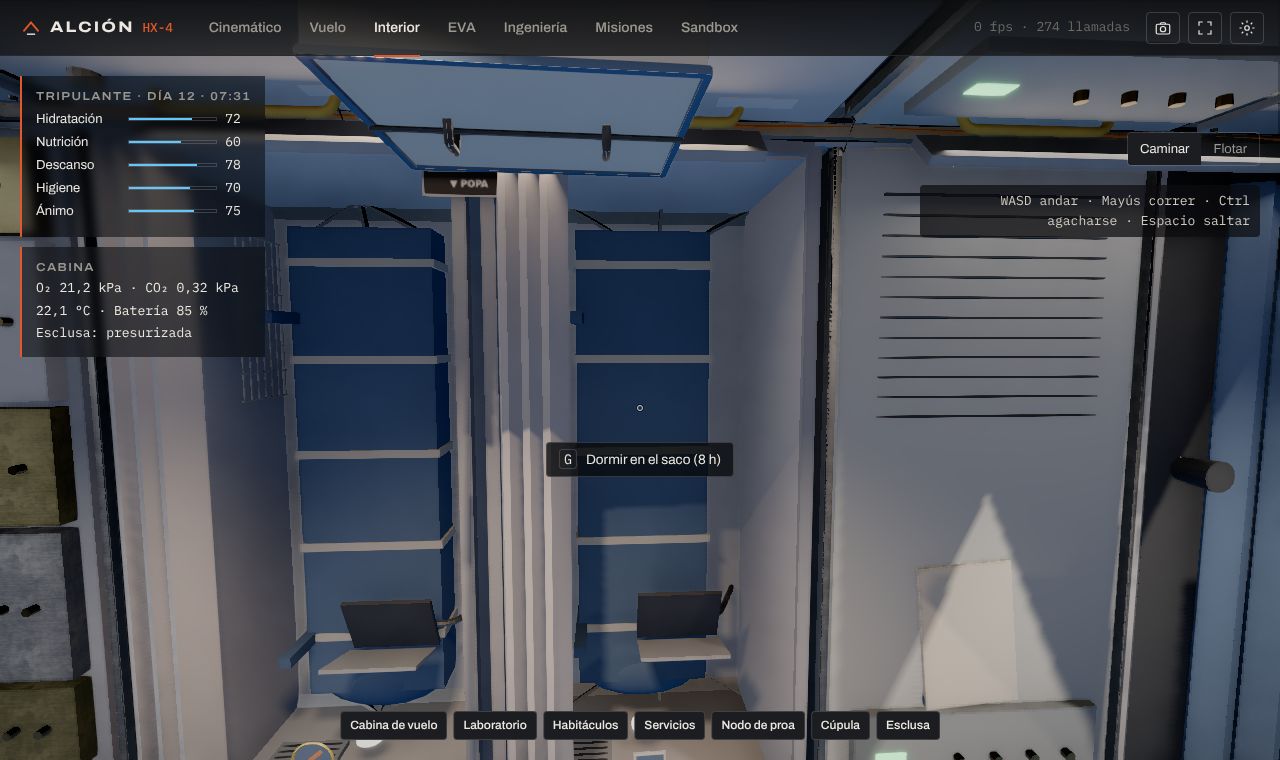 ALCIÓN HX-4
Cinemático
Vuelo
Interior
EVA
Ingeniería
Misiones
Sandbox
0 fps · 274 llamadas
TRIPULANTE · DÍA 12 · 07:31
Hidratación 72
Nutrición 60
Descanso 78
Higiene 70
Ánimo 75
CABINA
O₂ 21,2 kPa · CO₂ 0,32 kPa
22,1 °C · Batería 85 %
Esclusa: presurizada
Caminar
Flotar
WASD andar · Mayús correr · Ctrl
agacharse · Espacio saltar
▼ POPA
G Dormir en el saco (8 h)
Cabina de vuelo
Laboratorio
Habitáculos
Servicios
Nodo de proa
Cúpula
Esclusa